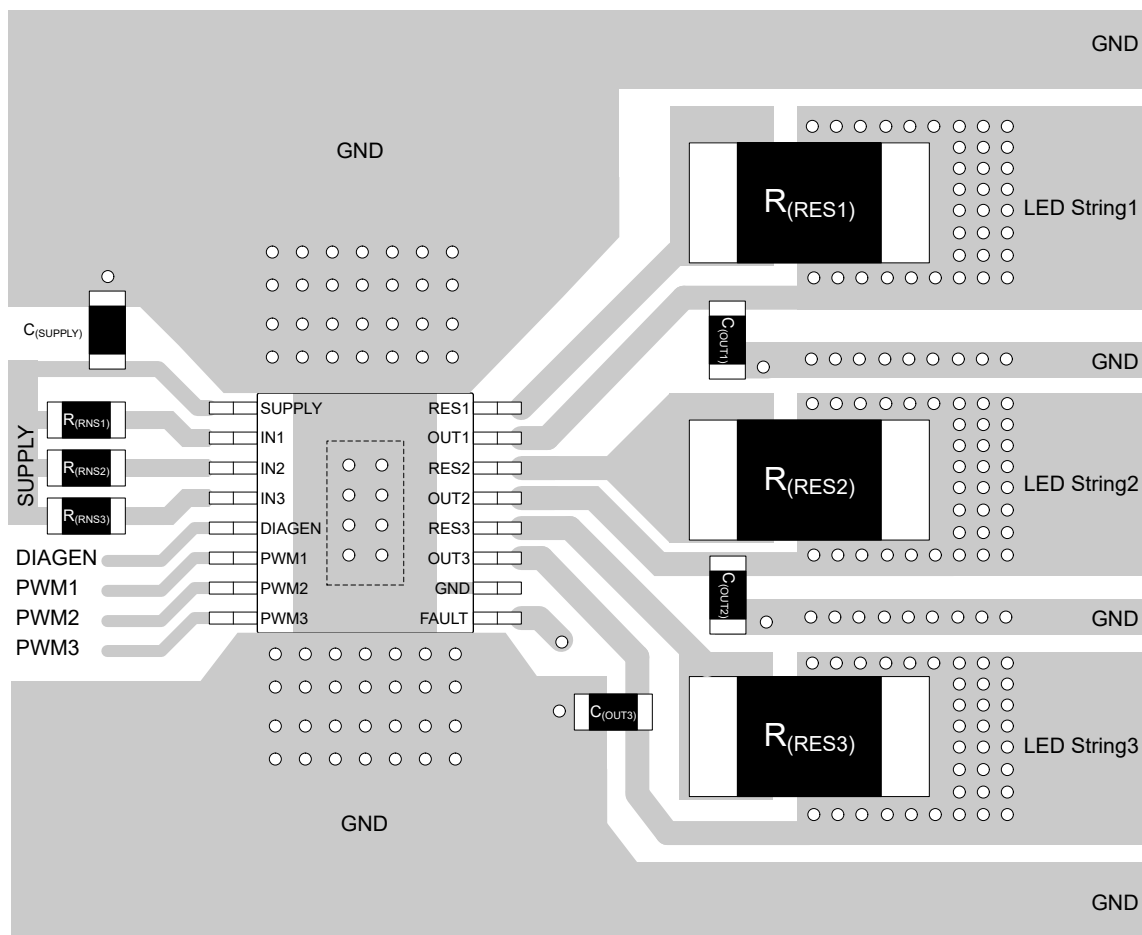 GND
GND
R(RES1)
LED String1
C(SUPPLY)
C(OUT1)
GND
SUPPLY
R(RNS1)
R(RNS2)
R(RNS3)
SUPPLY
IN1
IN2
IN3
DIAGEN
PWM1
PWM2
PWM3
RES1
OUT1
RES2
OUT2
RES3
OUT3
GND
FAULT
R(RES2)
LED String2
DIAGEN
PWM1
PWM2
PWM3
C(OUT2)
GND
C(OUT3)
R(RES3)
LED String3
GND
GND